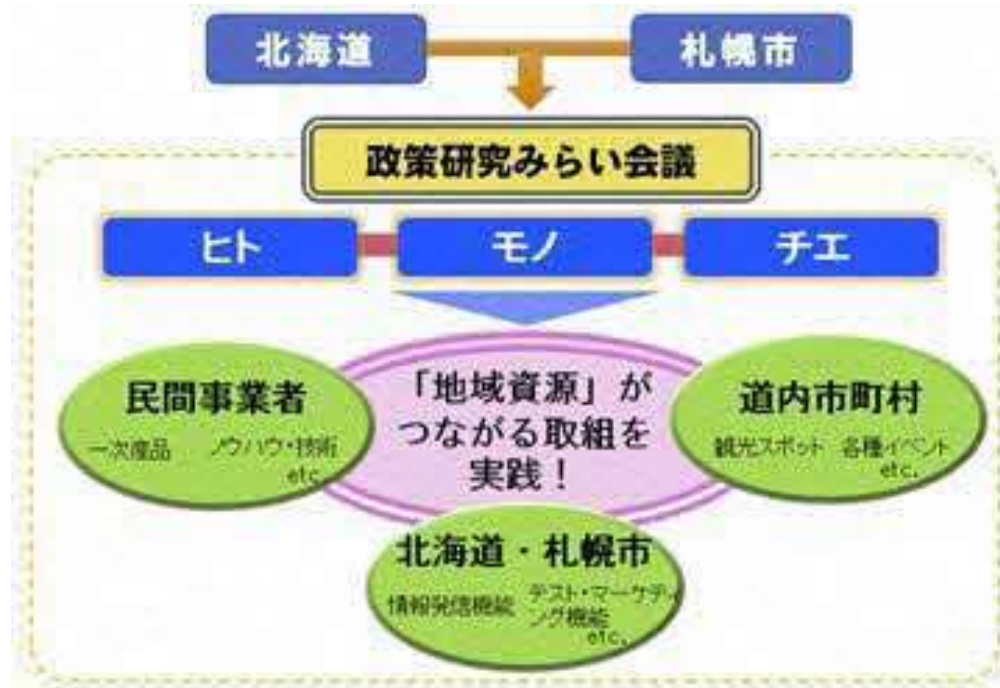 北海道
札幌市
政策研究みらい会議
ヒト
モノ
チエ
「地域資源」が
つながる取組を
実践！
民間事業者
一次産品 ノウハウ・技術
etc.
道内市町村
観光スポット 各種イベント
etc.
北海道・札幌市
情報発信機能
テスト・マーケティ
ング機能
etc.